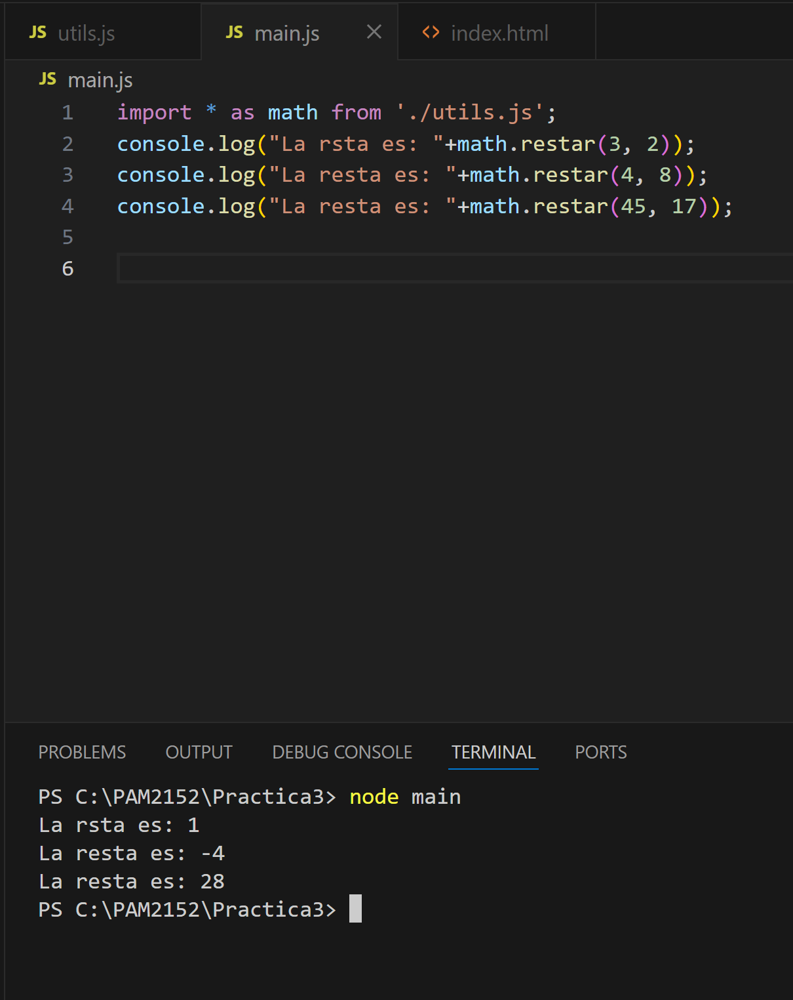 JS utils.js JS main.js <> index.html
JS main.js
1 import * as math from './utils.js';
2 console.log("La rsta es: "+math.restar(3, 2));
3 console.log("La resta es: "+math.restar(4, 8));
4 console.log("La resta es: "+math.restar(45, 17));
5
6
PROBLEMS OUTPUT DEBUG CONSOLE TERMINAL PORTS
PS C:\PAM2152\Practica3> node main
La rsta es: 1
La resta es: -4
La resta es: 28
PS C:\PAM2152\Practica3>